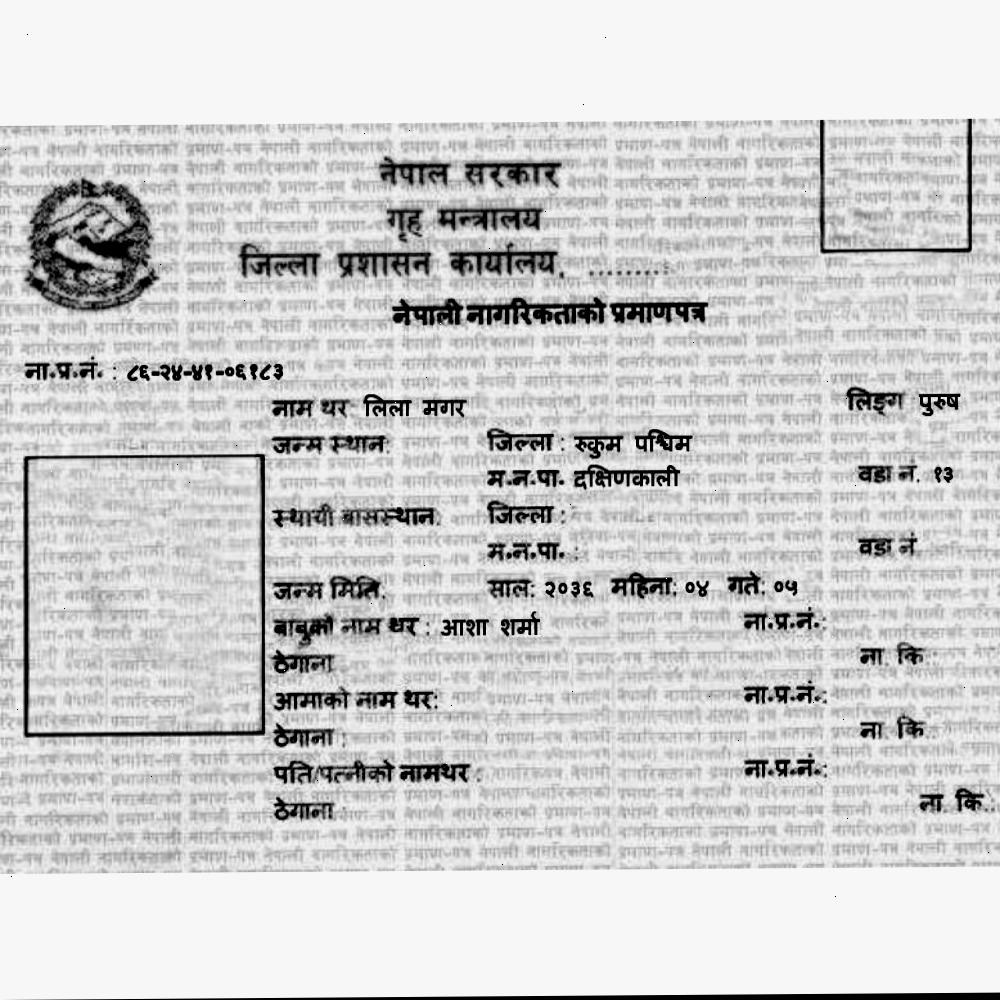 नेपाल सरकार
गृह मन्त्रालय
जिल्ला प्रशासन कार्यालय, .........
नेपाली नागरिकताको प्रमाणपत्र
ना.प्र.नं. : ८६-२४-४१-०६१८३
नाम थर: लिला मगर लिङ्ग पुरुष
जन्म स्थान: जिल्ला : रुकुम पश्चिम
म.न.पा. दक्षिणकाली वडा नं. १३
स्थायी बासस्थान: जिल्ला :
म.न.पा. : वडा नं
जन्म मिति: साल: २०३६ महिना: ०४ गते: ०५
बाबुको नाम थर : आशा शर्मा ना.प्र.नं.:
ठेगाना ना. कि.:
आमाको नाम थर: ना.प्र.नं.:
ठेगाना : ना. कि.:
पति/पत्नीको नामथर : ना.प्र.नं.:
ठेगाना : ना. कि.: